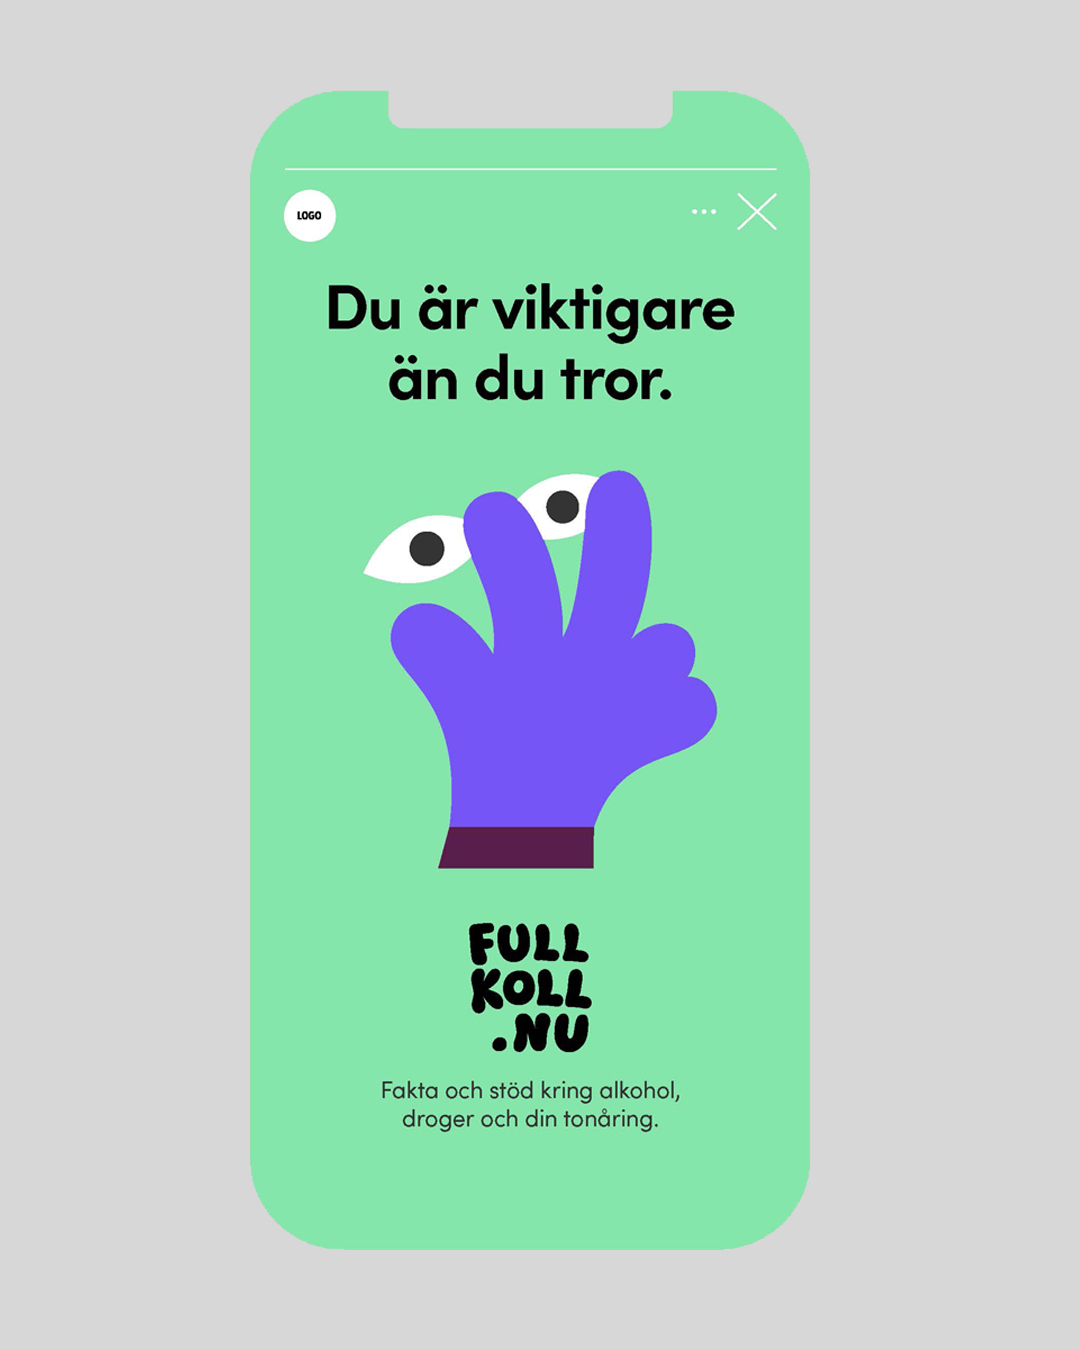 LOGO
Du är viktigare
än du tror.
FULL
KOLL
.NU
Fakta och stöd kring alkohol,
droger och din tonåring.